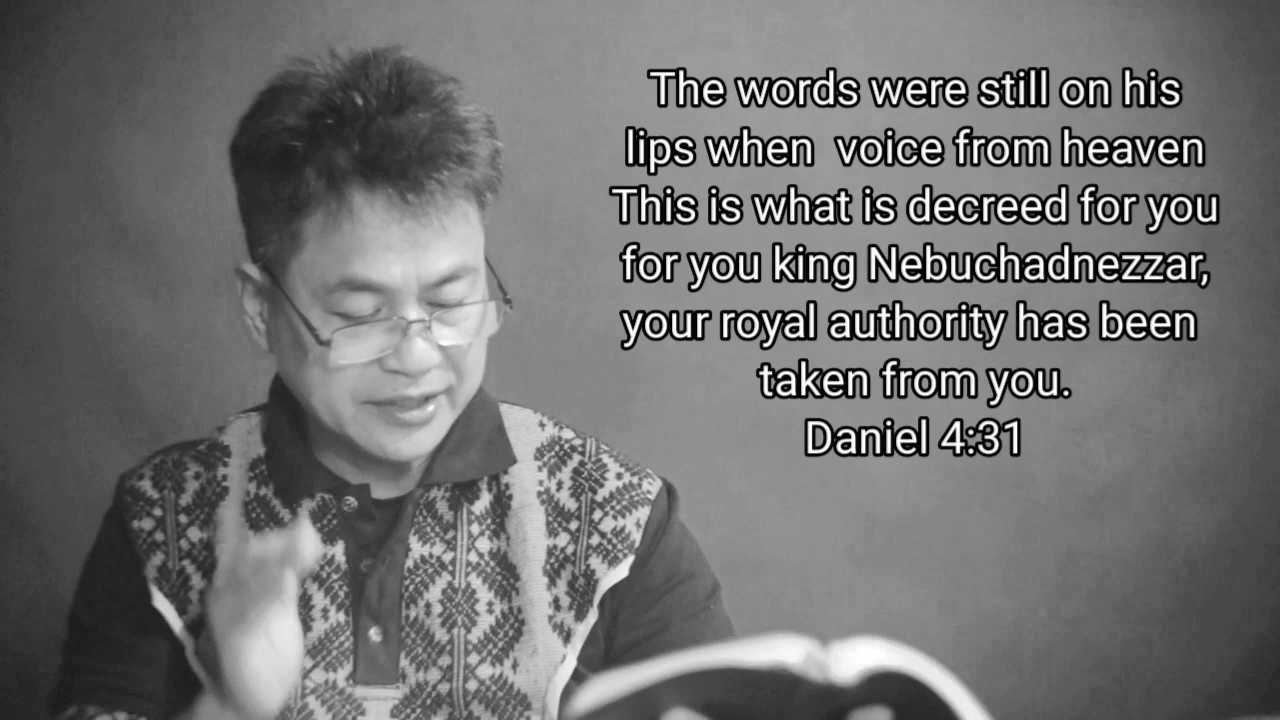 The words were still on his
lips when  voice from heaven
This is what is decreed for you
for you king Nebuchadnezzar,
your royal authority has been
taken from you.
Daniel 4:31